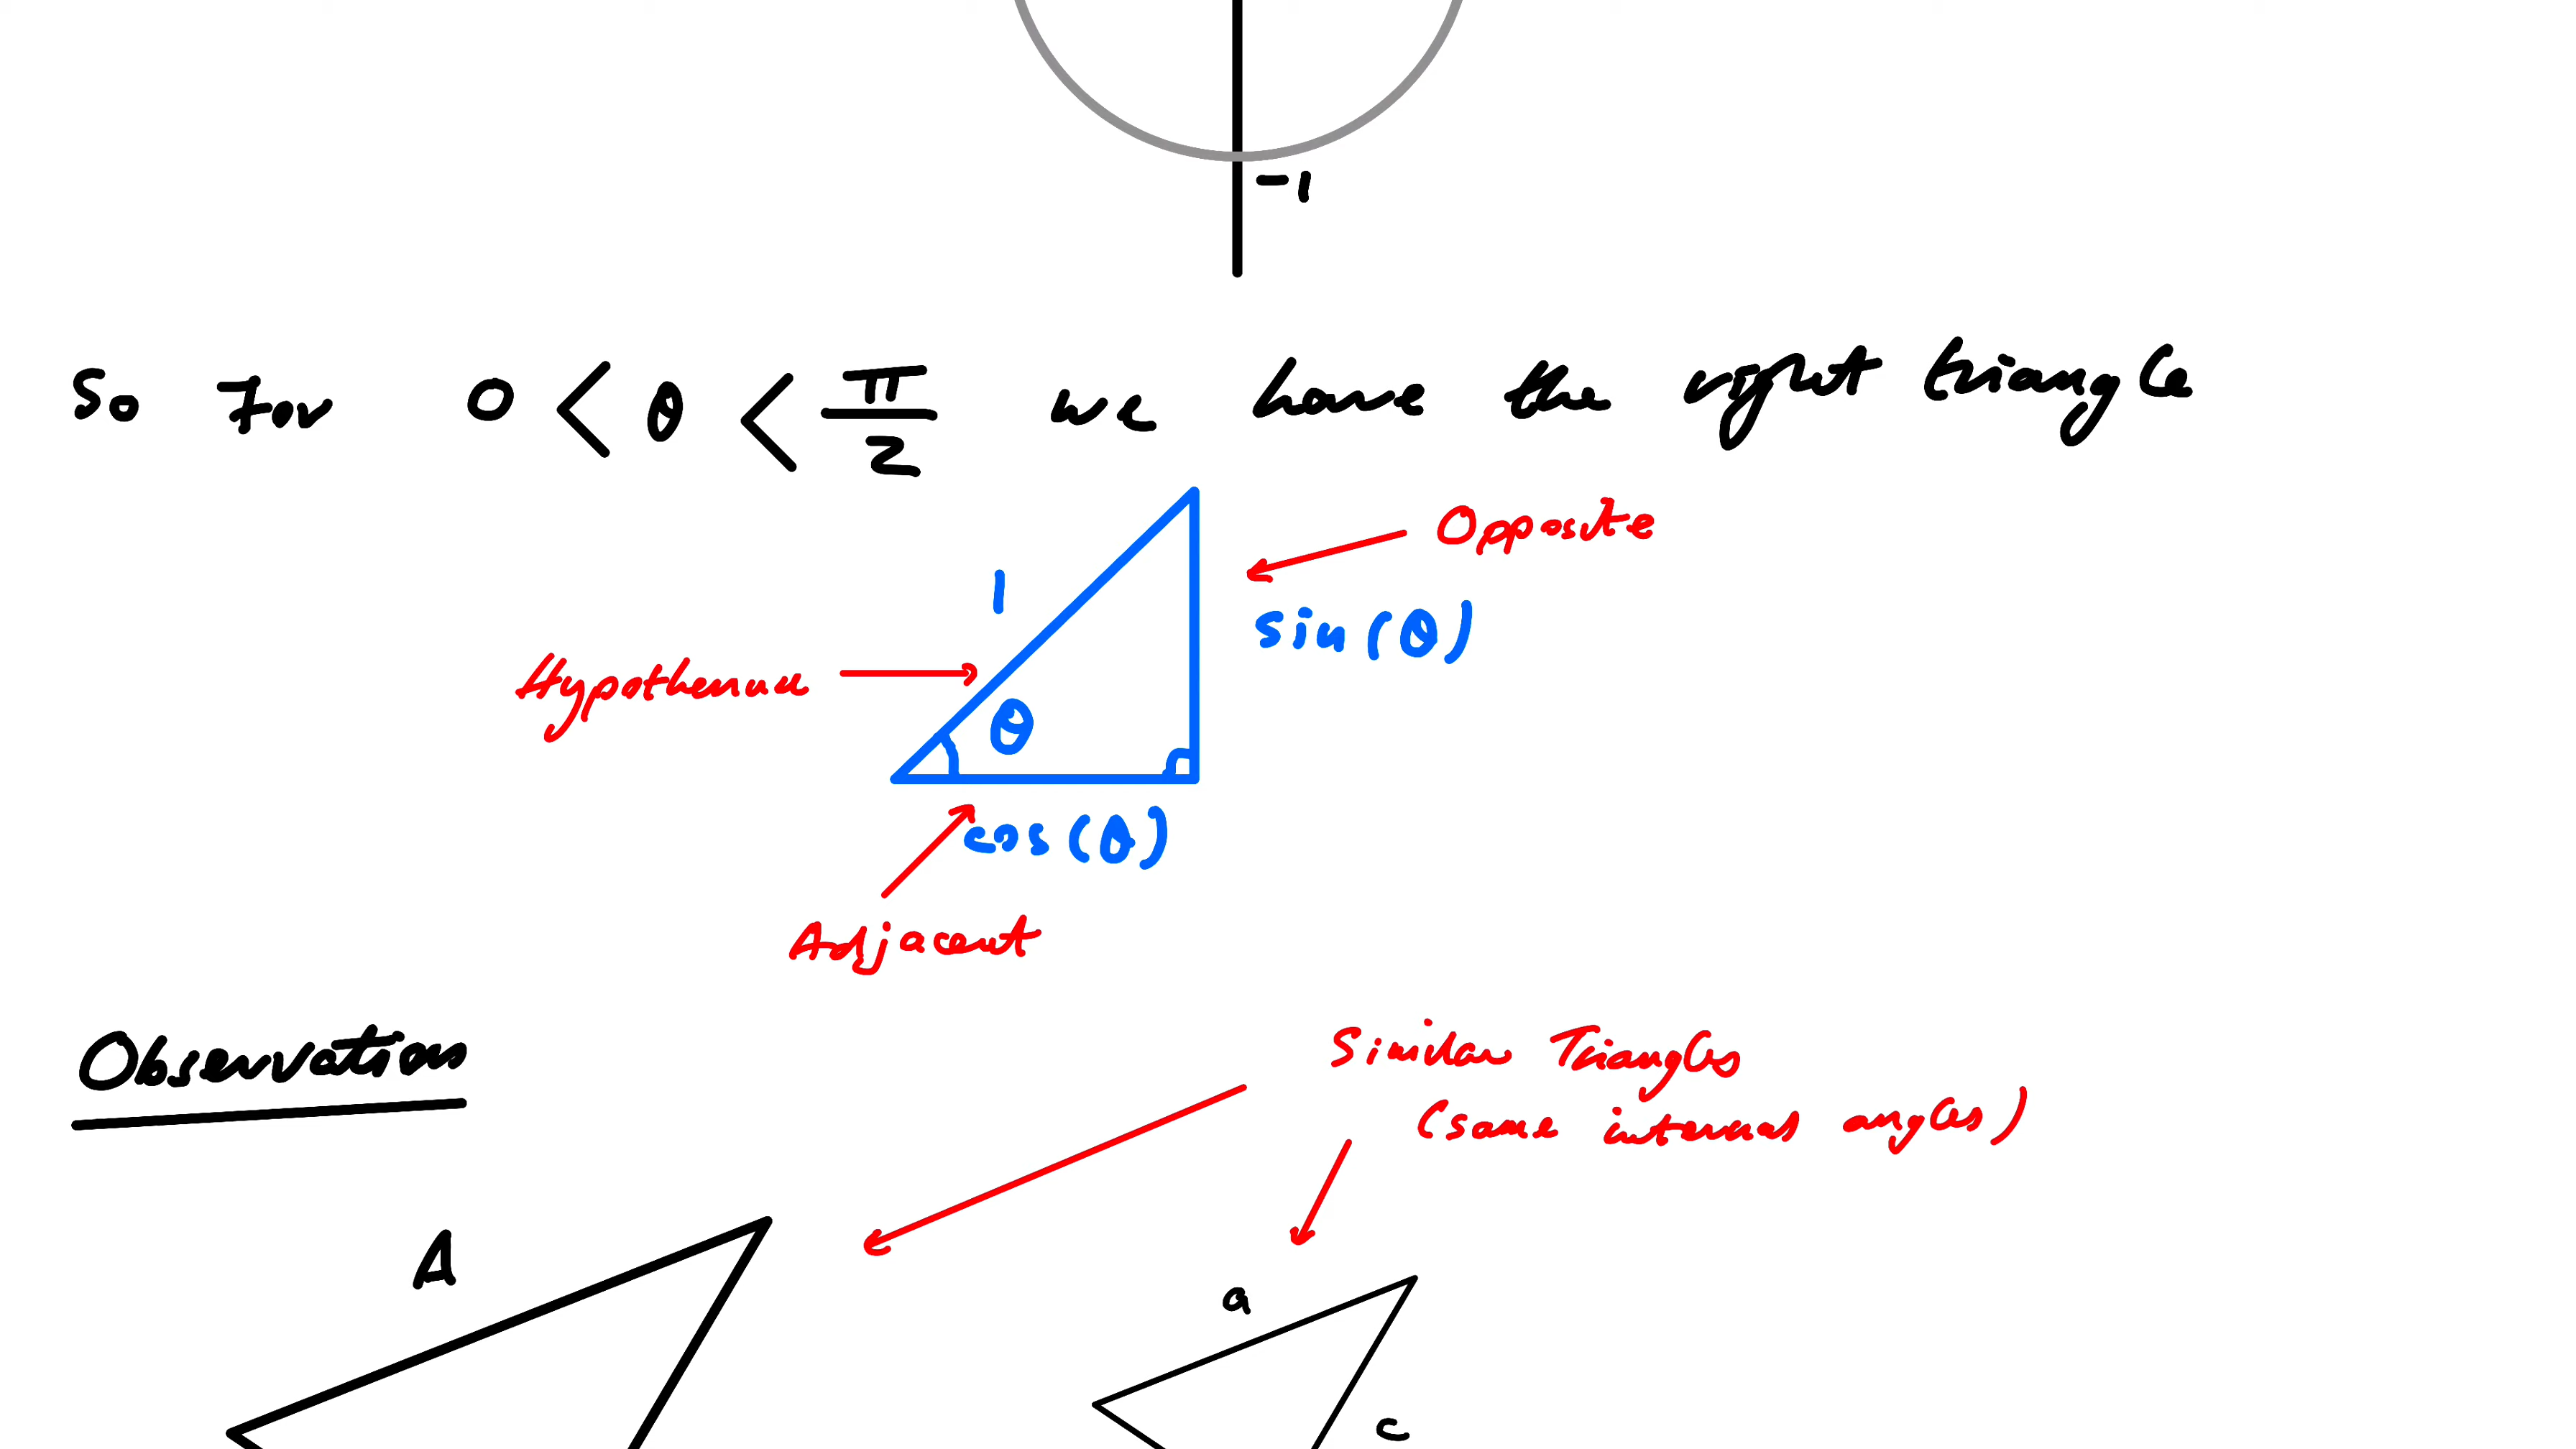 -1
So for 0 < θ < π/2 we have the right triangle
Opposite
1
sin(θ)
Hypothenuse
θ
cos(θ)
Adjacent
Observation
Similar Triangles
(same internal angles)
A
a
c